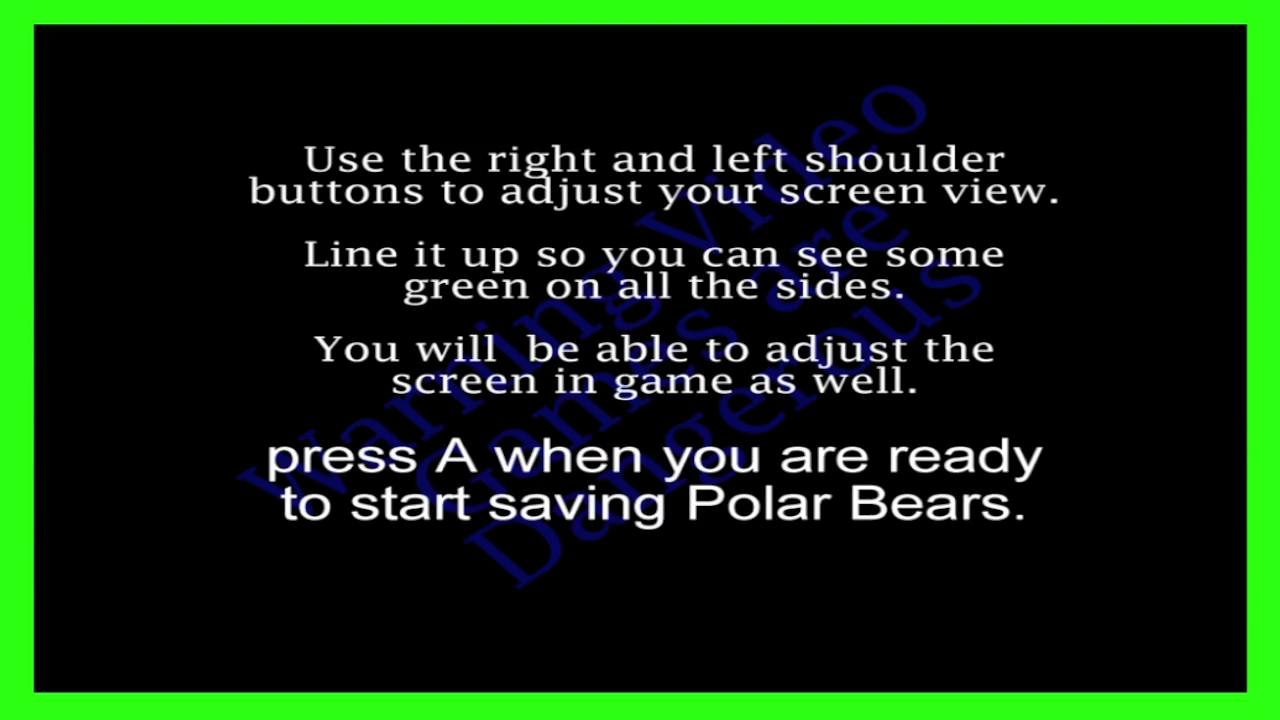 Use the right and left shoulder
buttons to adjust your screen view.
Line it up so you can see some
green on all the sides.
You will  be able to adjust the
screen in game as well.
press A when you are ready
to start saving Polar Bears.
Warning Video
Games are
Dangerous